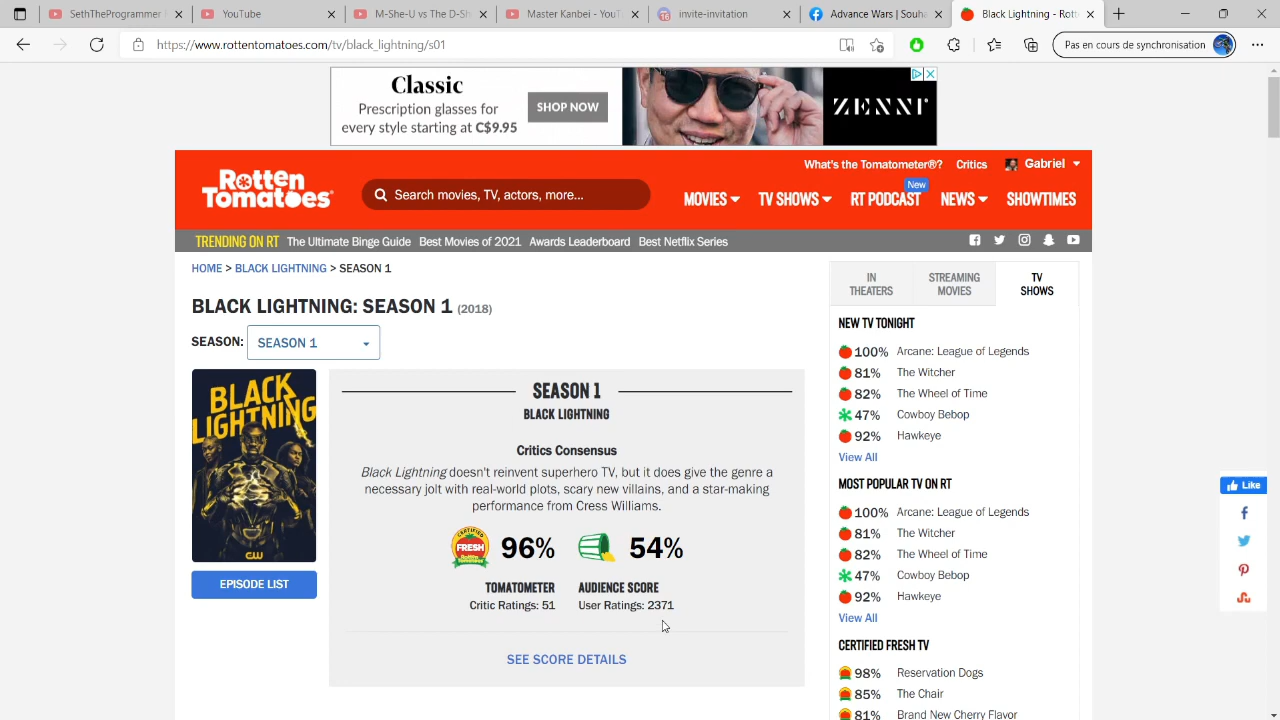 SetTheProgrammer F
M-She-U vs The D-Sh
Master Kanbei - YouT
16
invite-invitation
Awards Tomatometer S
Black Lightning - Rotten
https://www.rottentomatoes.com/tv/black_lightning/s01
Pas en cours de synchronisation
Classic
Prescription glasses for
every style starting at C$9.95
SHOP NOW
ZENNI
What's the Tomatometer®?
Critics
Gabriel
Rotten
Tomatoes
Search movies, TV, actors, more...
MOVIES
TV SHOWS
New
RT PODCAST
NEWS
SHOWTIMES
TRENDING ON RT
The Ultimate Binge Guide
Best Movies of 2021
Awards Leaderboard
Best Netflix Series
HOME > BLACK LIGHTNING > SEASON 1
BLACK LIGHTNING: SEASON 1 (2018)
SEASON:
SEASON 1
BLACK
LIGHTNING
CW
EPISODE LIST
SEASON 1
BLACK LIGHTNING
Critics Consensus
Black Lightning doesn't reinvent superhero TV, but it does give the genre a
necessary jolt with real-world plots, scary new villains, and a star-making
performance from Cress Williams.
CERTIFIED
FRESH
96%
54%
TOMATOMETER
AUDIENCE SCORE
Critic Ratings: 51
User Ratings: 2371
SEE SCORE DETAILS
IN
THEATERS
STREAMING
MOVIES
TV
SHOWS
NEW TV TONIGHT
100% Arcane: League of Legends
81% The Witcher
82% The Wheel of Time
47% Cowboy Bebop
92% Hawkeye
View All
MOST POPULAR TV ON RT
100% Arcane: League of Legends
81% The Witcher
82% The Wheel of Time
47% Cowboy Bebop
92% Hawkeye
View All
CERTIFIED FRESH TV
98% Reservation Dogs
85% The Chair
81% Brand New Cherry Flavor
Like